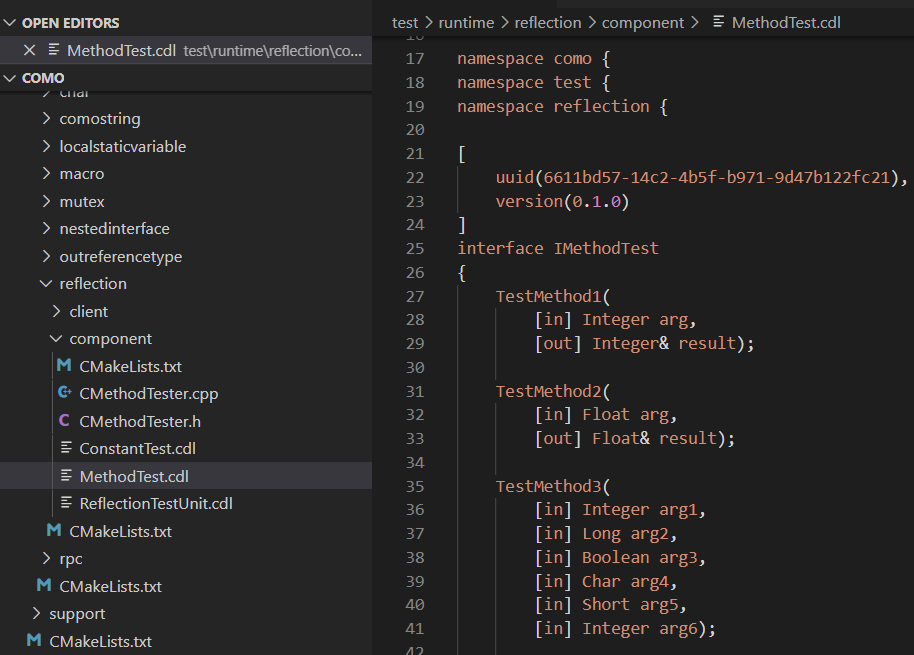 OPEN EDITORS
MethodTest.cdl test\runtime\reflection\co...
COMO
char
comostring
localstaticvariable
macro
mutex
nestedinterface
outreferencetype
reflection
client
component
CMakeLists.txt
CMethodTester.cpp
CMethodTester.h
ConstantTest.cdl
MethodTest.cdl
ReflectionTestUnit.cdl
CMakeLists.txt
rpc
CMakeLists.txt
support
CMakeLists.txt
test > runtime > reflection > component > MethodTest.cdl
16
17 namespace como {
18 namespace test {
19 namespace reflection {
20
21 [
22 uuid(6611bd57-14c2-4b5f-b971-9d47b122fc21),
23 version(0.1.0)
24 ]
25 interface IMethodTest
26 {
27 TestMethod1(
28 [in] Integer arg,
29 [out] Integer& result);
30
31 TestMethod2(
32 [in] Float arg,
33 [out] Float& result);
34
35 TestMethod3(
36 [in] Integer arg1,
37 [in] Long arg2,
38 [in] Boolean arg3,
39 [in] Char arg4,
40 [in] Short arg5,
41 [in] Integer arg6);
42